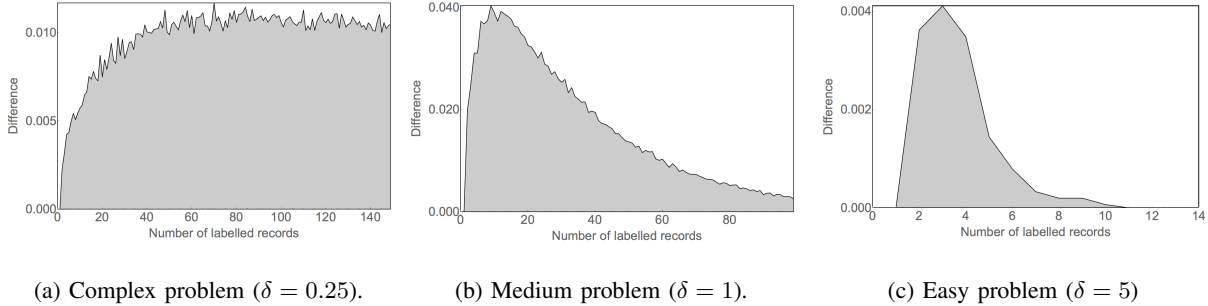 0.010
0.005
0.000
Difference
0 20 40 60 80 100 120 140
Number of labelled records
(a) Complex problem (δ = 0.25).
0.040
0.020
0.000
Difference
0 20 40 60 80
Number of labelled records
(b) Medium problem (δ = 1).
0.004
0.002
0.000
Difference
0 2 4 6 8 10 12 14
Number of labelled records
(c) Easy problem (δ = 5)